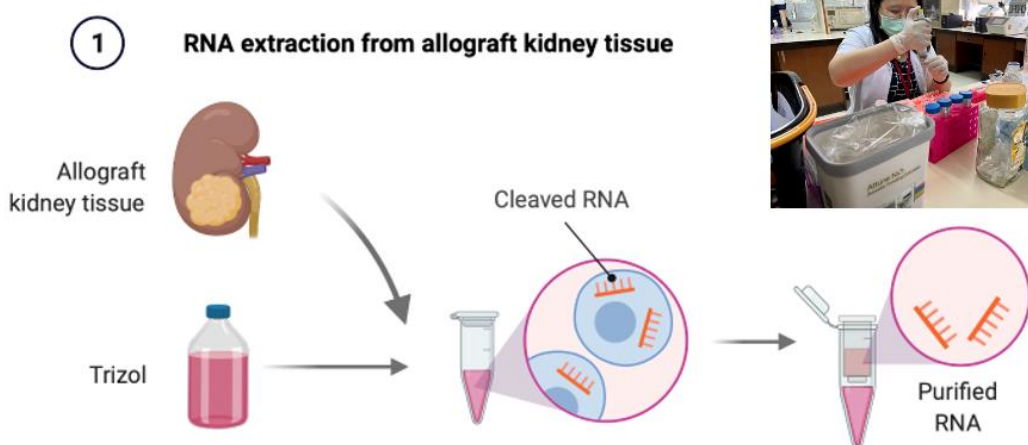 1
RNA extraction from allograft kidney tissue
Allograft
kidney tissue
Cleaved RNA
Trizol
Purified
RNA